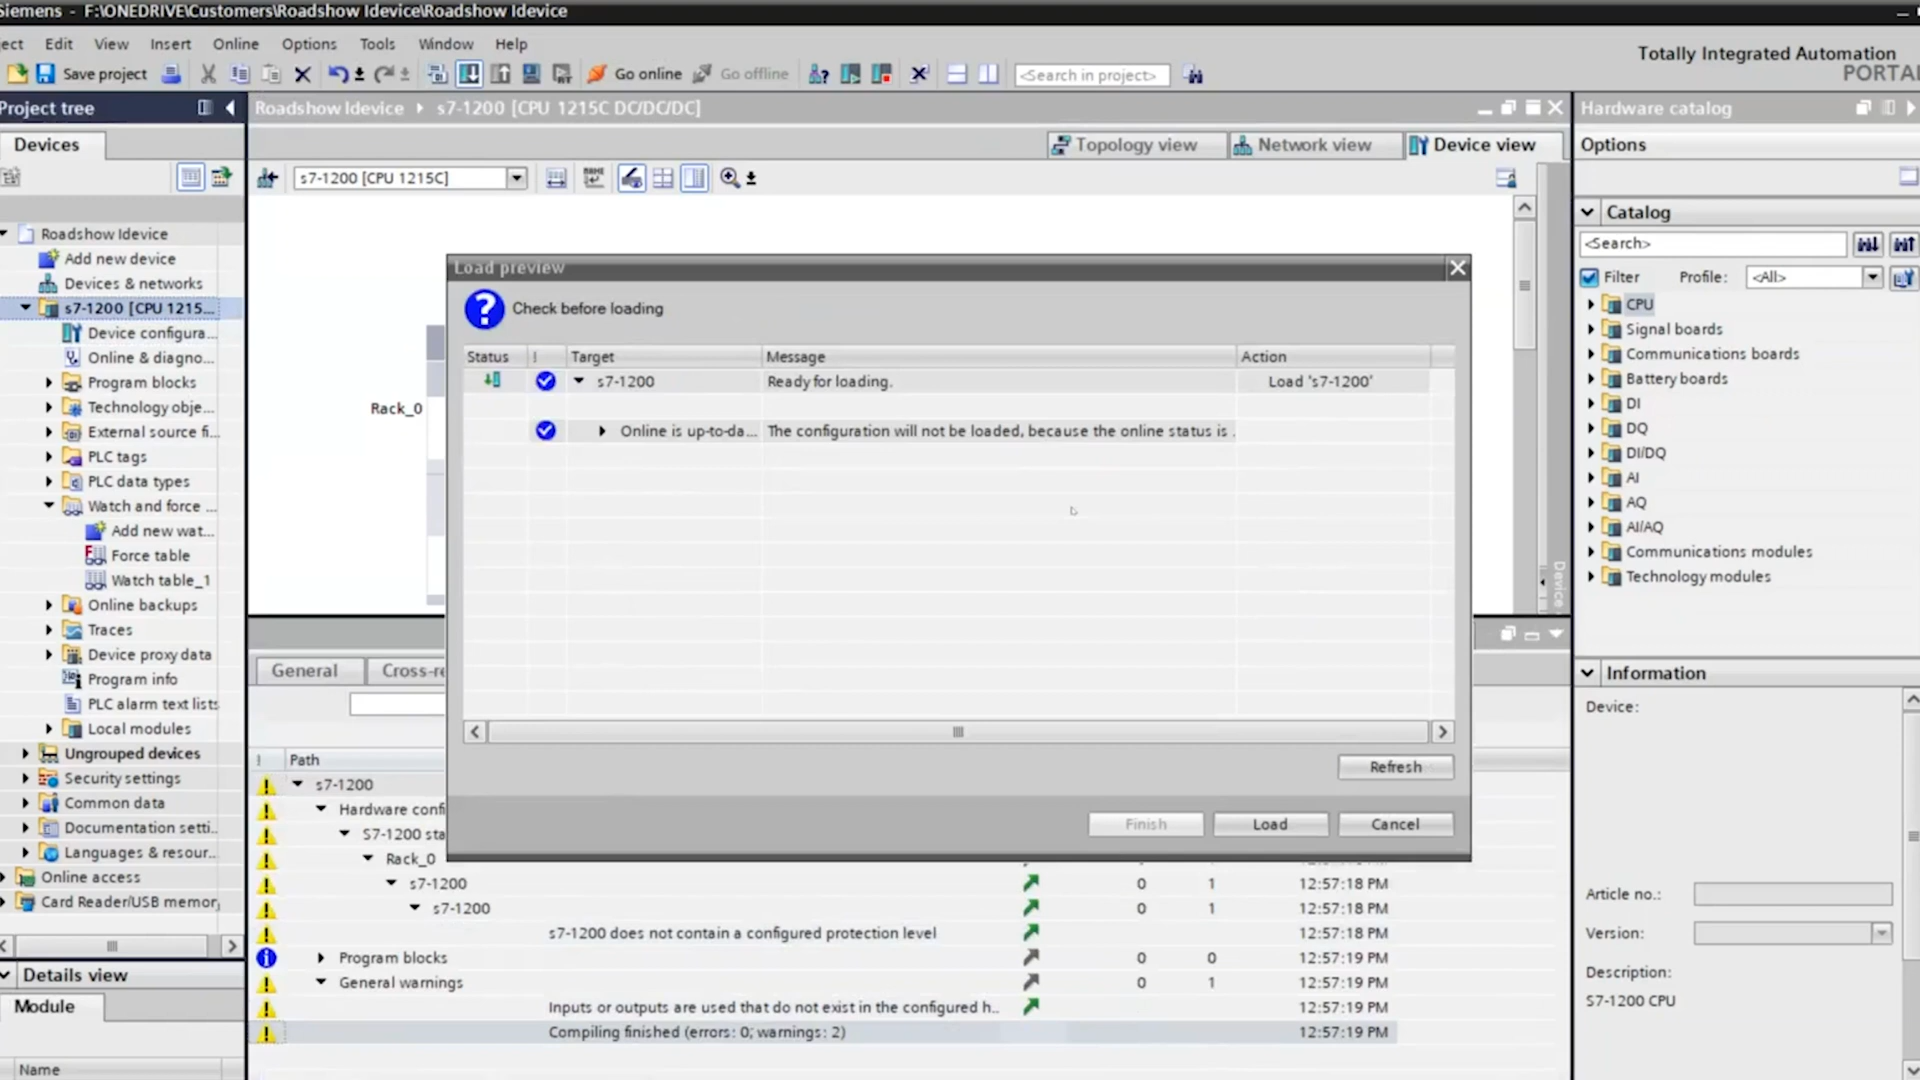 Siemens - F:\ONEDRIVE\Customers\Roadshow Idevice\Roadshow Idevice
ject Edit View Insert Online Options Tools Window Help
Totally Integrated Automation
PORTAL
Save project
Go online
Go offline
<Search in project>
Project tree
Roadshow Idevice ▸ s7-1200 [CPU 1215C DC/DC/DC]
Hardware catalog
Devices
Topology view
Network view
Device view
Options
s7-1200 [CPU 1215C]
Catalog
<Search>
Filter
Profile:
<All>
CPU
Signal boards
Communications boards
Battery boards
DI
DQ
DI/DQ
AI
AQ
AI/AQ
Communications modules
Technology modules
Roadshow Idevice
Add new device
Devices & networks
s7-1200 [CPU 1215...
Device configura...
Online & diagno...
Program blocks
Technology obje...
External source fi...
PLC tags
PLC data types
Watch and force ...
Add new wat...
Force table
Watch table_1
Online backups
Traces
Device proxy data
Program info
PLC alarm text lists
Local modules
Ungrouped devices
Security settings
Common data
Documentation setti...
Languages & resour...
Online access
Card Reader/USB memor
Details view
Module
Name
Rack_0
Device
Load preview
Check before loading
Status ! Target Message Action
s7-1200 Ready for loading. Load 's7-1200'
Online is up-to-da... The configuration will not be loaded, because the online status is .
Refresh
Finish
Load
Cancel
General
Cross-re
! Path
s7-1200
Hardware confi
S7-1200 sta
Rack_0
s7-1200 0 1 12:57:18 PM
s7-1200 0 1 12:57:18 PM
s7-1200 does not contain a configured protection level 12:57:18 PM
Program blocks 0 0 12:57:19 PM
General warnings 0 1 12:57:19 PM
Inputs or outputs are used that do not exist in the configured h.. 12:57:19 PM
Compiling finished (errors: 0; warnings: 2) 12:57:19 PM
Information
Device:
Article no.:
Version:
Description:
S7-1200 CPU